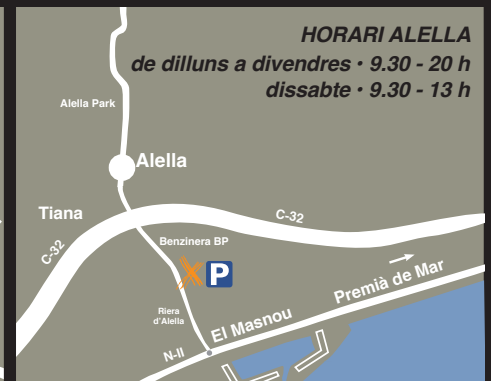 HORARI ALELLA
de dilluns a divendres • 9.30 - 20 h
dissabte • 9.30 - 13 h
Alella Park
Alella
Tiana
C-32
C-32
Benzinera BP
P
Riera
d'Alella
Premià de Mar
El Masnou
N-II